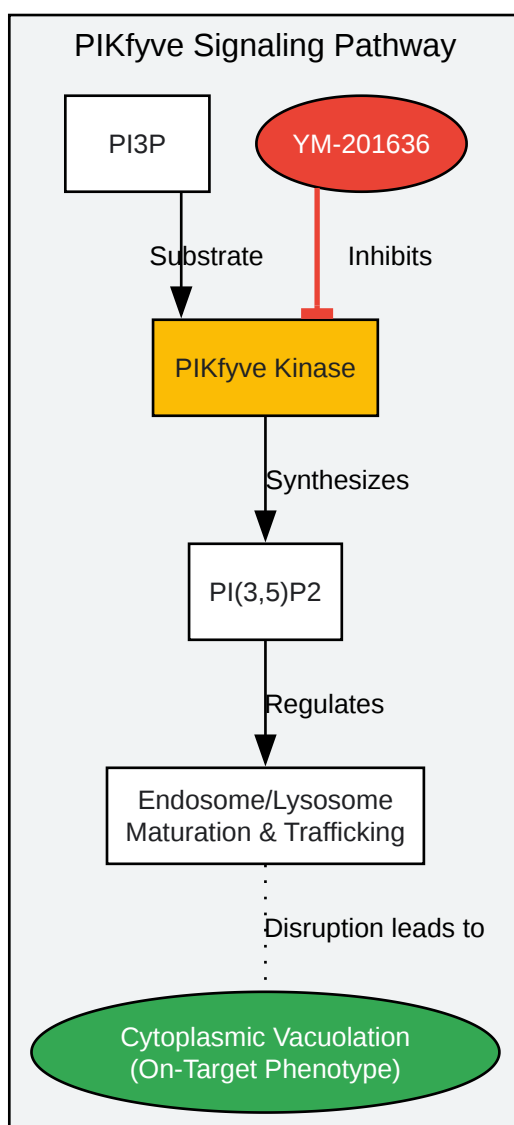 PIKfyve Signaling Pathway
PI3P
YM-201636
Substrate
Inhibits
PIKfyve Kinase
Synthesizes
PI(3,5)P2
Regulates
Endosome/Lysosome
Maturation & Trafficking
Disruption leads to
Cytoplasmic Vacuolation
(On-Target Phenotype)